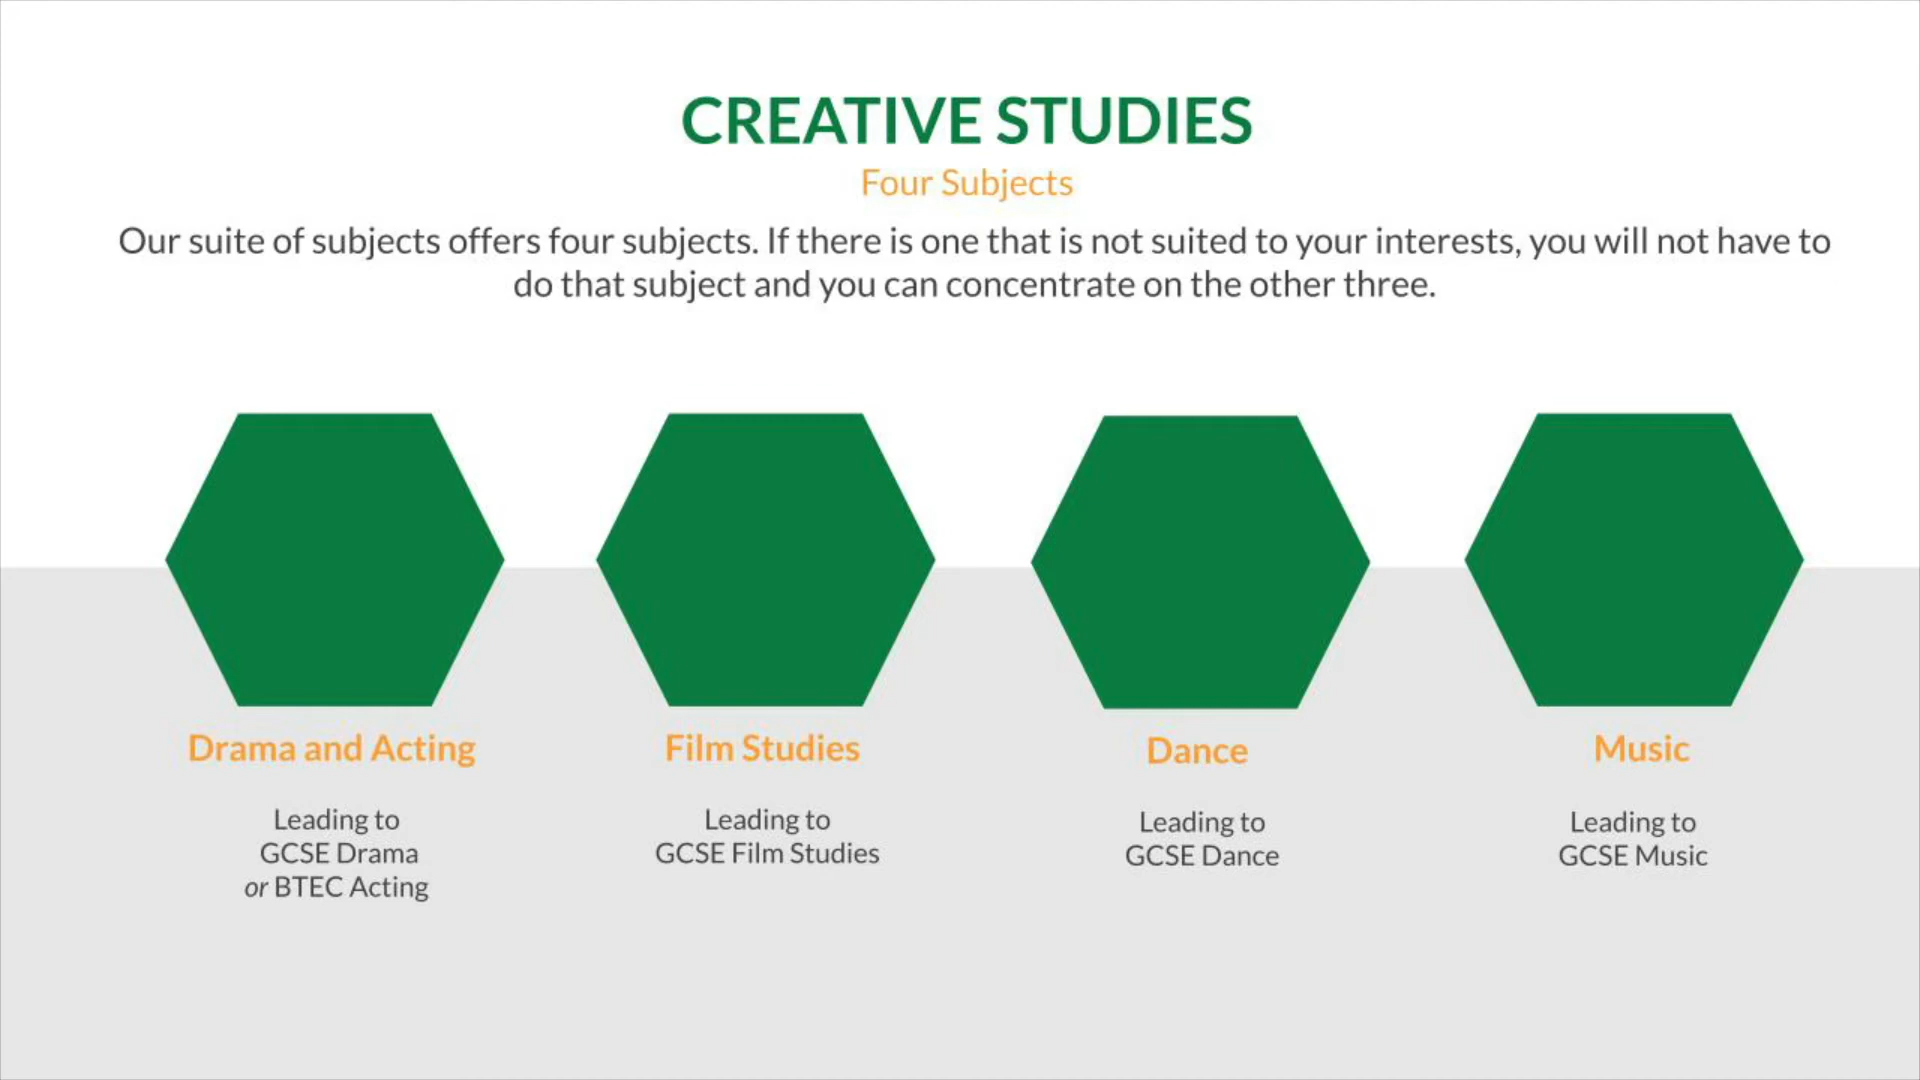 CREATIVE STUDIES
Four Subjects
Our suite of subjects offers four subjects. If there is one that is not suited to your interests, you will not have to
do that subject and you can concentrate on the other three.
Drama and Acting
Leading to
GCSE Drama
or BTEC Acting
Film Studies
Leading to
GCSE Film Studies
Dance
Leading to
GCSE Dance
Music
Leading to
GCSE Music